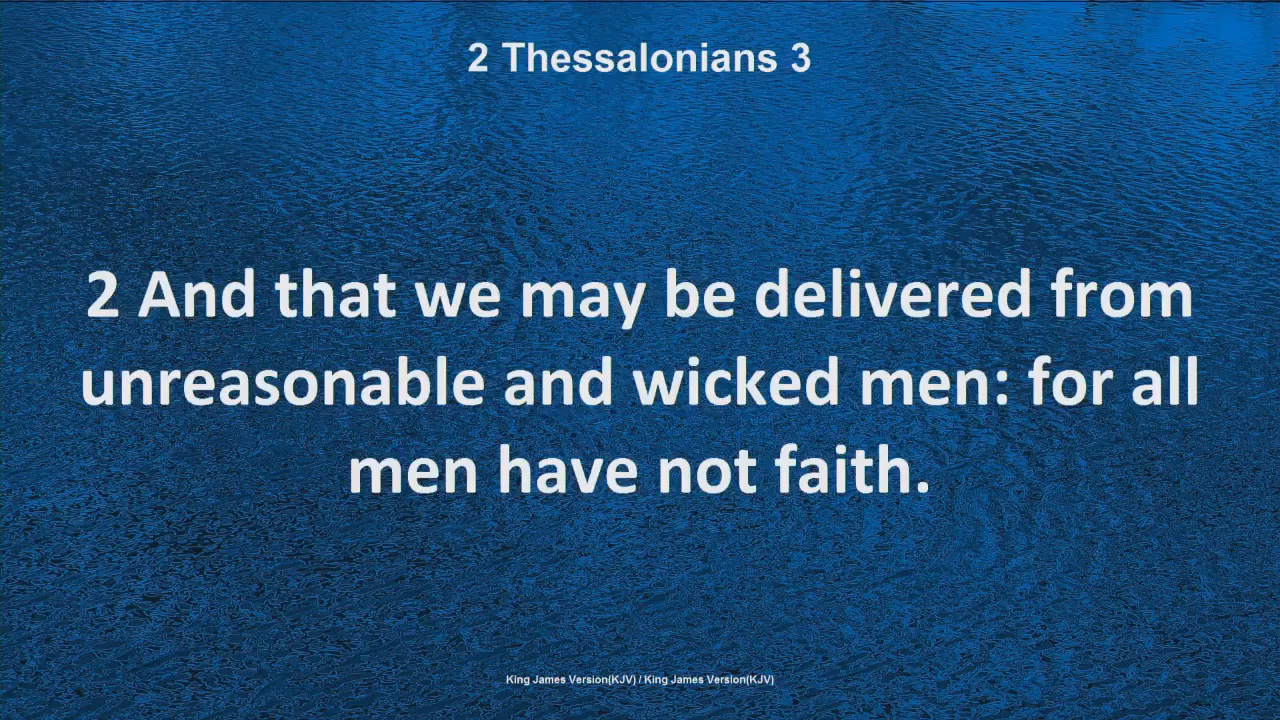 2 Thessalonians 3
2 And that we may be delivered from
unreasonable and wicked men: for all
men have not faith.
King James Version(KJV) / King James Version(KJV)